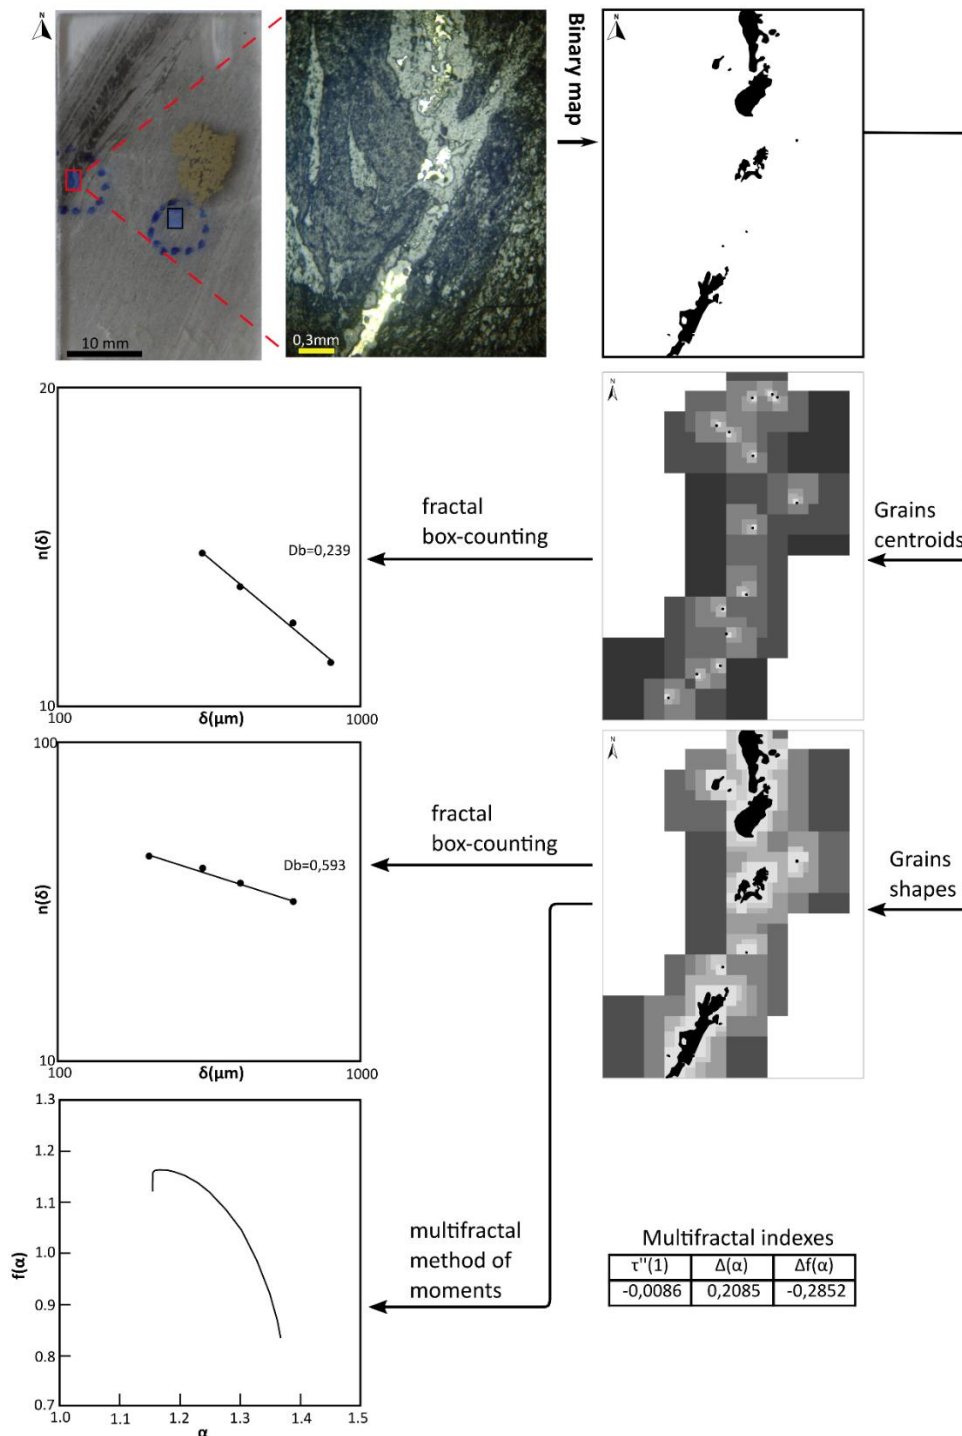 N
10 mm
0,3mm
Binary map
N
20
n(δ)
Db=0,239
10
100
δ(μm)
1000
fractal
box-counting
N
Grains
centroids
100
n(δ)
Db=0,593
10
100
δ(μm)
1000
fractal
box-counting
N
Grains
shapes
1.3
1.2
1.1
1.0
0.9
0.8
0.7
f(α)
1.0
1.1
1.2
1.3
1.4
1.5
α
multifractal
method of
moments
Multifractal indexes
τ''(1) Δ(α) Δf(α)
-0,0086 0,2085 -0,2852